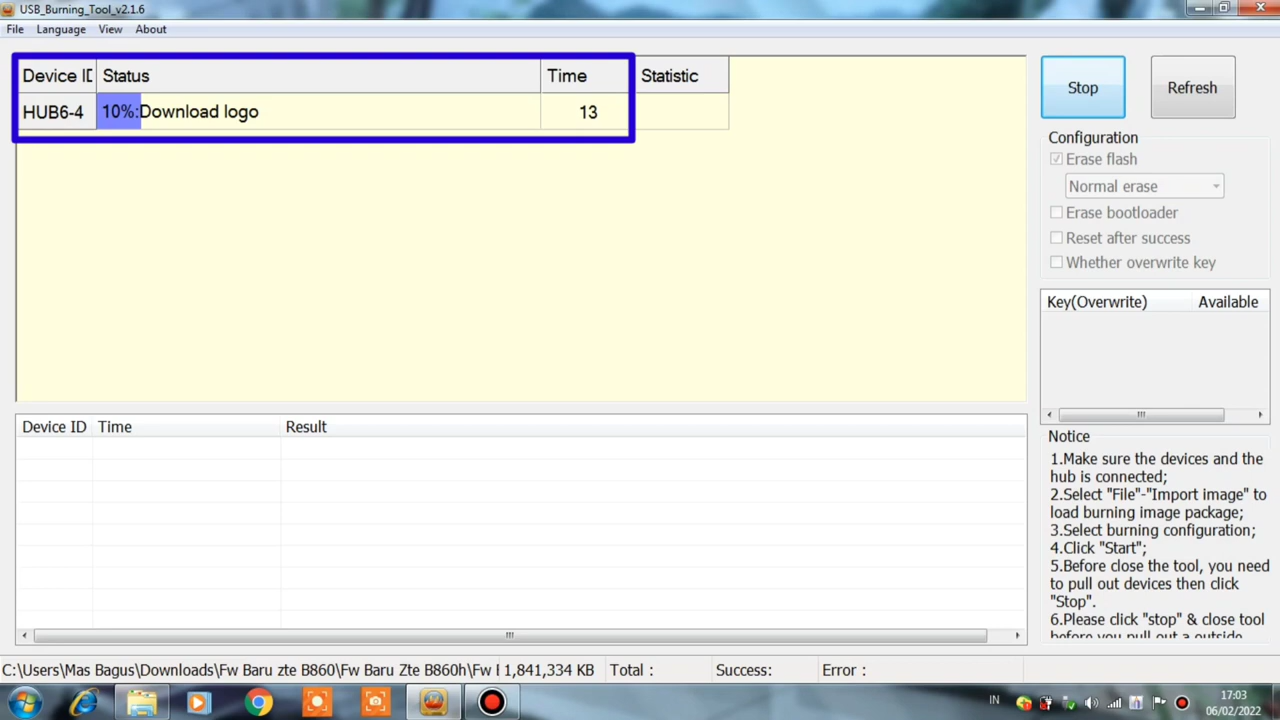 USB_Burning_Tool_v2.1.6
File Language View About
Device ID Status Time Statistic
HUB6-4 10%:Download logo 13
Stop Refresh
Configuration
Erase flash
Normal erase
Erase bootloader
Reset after success
Whether overwrite key
Key(Overwrite) Available
Device ID Time Result
Notice
1.Make sure the devices and the
hub is connected;
2.Select "File"-"Import image" to
load burning image package;
3.Select burning configuration;
4.Click "Start";
5.Before close the tool, you need
to pull out devices then click
"Stop".
6.Please click "stop" & close tool
before you pull out a outside
C:\Users\Mas Bagus\Downloads\Fw Baru zte B860\Fw Baru Zte B860h\Fw 1,841,334 KB Total : Success: Error :
IN 17:03
06/02/2022